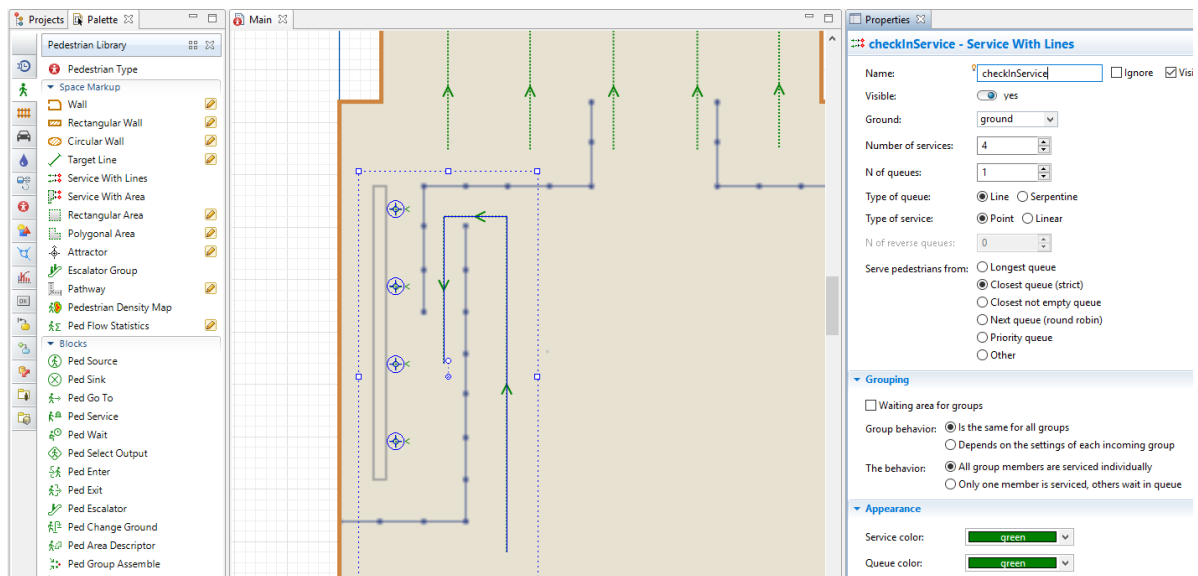 Projects
Palette
Pedestrian Library
Pedestrian Type
Space Markup
Wall
Rectangular Wall
Circular Wall
Target Line
Service With Lines
Service With Area
Rectangular Area
Polygonal Area
Attractor
Escalator Group
Pathway
Pedestrian Density Map
Ped Flow Statistics
Blocks
Ped Source
Ped Sink
Ped Go To
Ped Service
Ped Wait
Ped Select Output
Ped Enter
Ped Exit
Ped Escalator
Ped Change Ground
Ped Area Descriptor
Ped Group Assemble
Main
Properties
checkInService - Service With Lines
Name: checkInService Ignore Visi
Visible: yes
Ground: ground
Number of services: 4
N of queues: 1
Type of queue: Line Serpentine
Type of service: Point Linear
N of reverse queues: 0
Serve pedestrians from: Longest queue
Closest queue (strict)
Closest not empty queue
Next queue (round robin)
Priority queue
Other
Grouping
Waiting area for groups
Group behavior: Is the same for all groups
Depends on the settings of each incoming group
The behavior: All group members are serviced individually
Only one member is serviced, others wait in queue
Appearance
Service color: green
Queue color: green